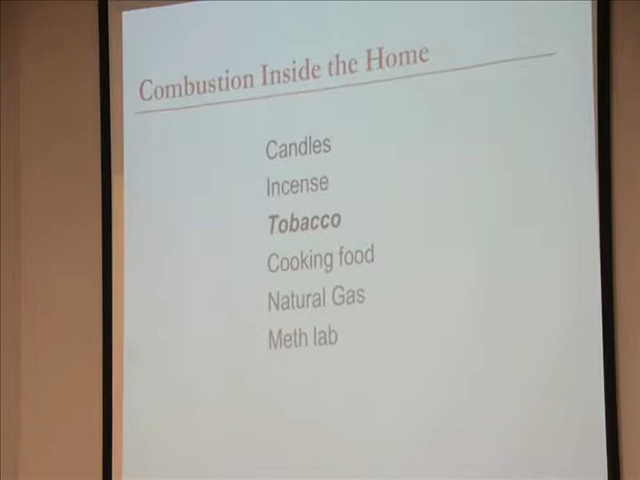 Combustion Inside the Home
Candles
Incense
Tobacco
Cooking food
Natural Gas
Meth lab